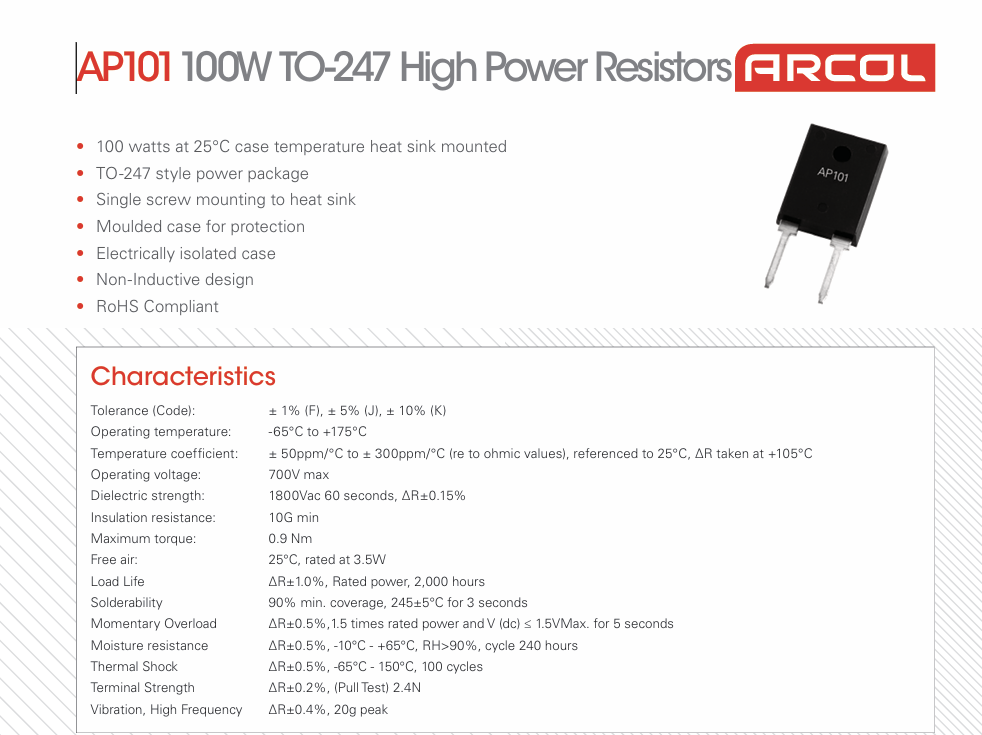 AP101 100W TO-247 High Power Resistors ARCOL
• 100 watts at 25°C case temperature heat sink mounted
• TO-247 style power package
• Single screw mounting to heat sink
• Moulded case for protection
• Electrically isolated case
• Non-Inductive design
• RoHS Compliant
AP101
Characteristics
Tolerance (Code): ± 1% (F), ± 5% (J), ± 10% (K)
Operating temperature: -65°C to +175°C
Temperature coefficient: ± 50ppm/°C to ± 300ppm/°C (re to ohmic values), referenced to 25°C, ΔR taken at +105°C
Operating voltage: 700V max
Dielectric strength: 1800Vac 60 seconds, ΔR±0.15%
Insulation resistance: 10G min
Maximum torque: 0.9 Nm
Free air: 25°C, rated at 3.5W
Load Life ΔR±1.0%, Rated power, 2,000 hours
Solderability 90% min. coverage, 245±5°C for 3 seconds
Momentary Overload ΔR±0.5%,1.5 times rated power and V (dc) ≤ 1.5VMax. for 5 seconds
Moisture resistance ΔR±0.5%, -10°C - +65°C, RH>90%, cycle 240 hours
Thermal Shock ΔR±0.5%, -65°C - 150°C, 100 cycles
Terminal Strength ΔR±0.2%, (Pull Test) 2.4N
Vibration, High Frequency ΔR±0.4%, 20g peak